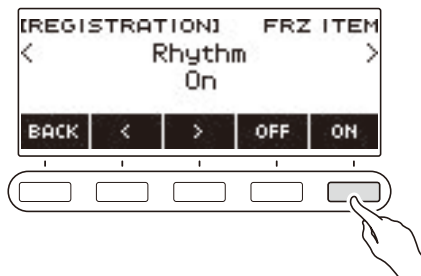 [REGISTRATION] FRZ ITEM
< Rhythm >
On
BACK < > OFF ON